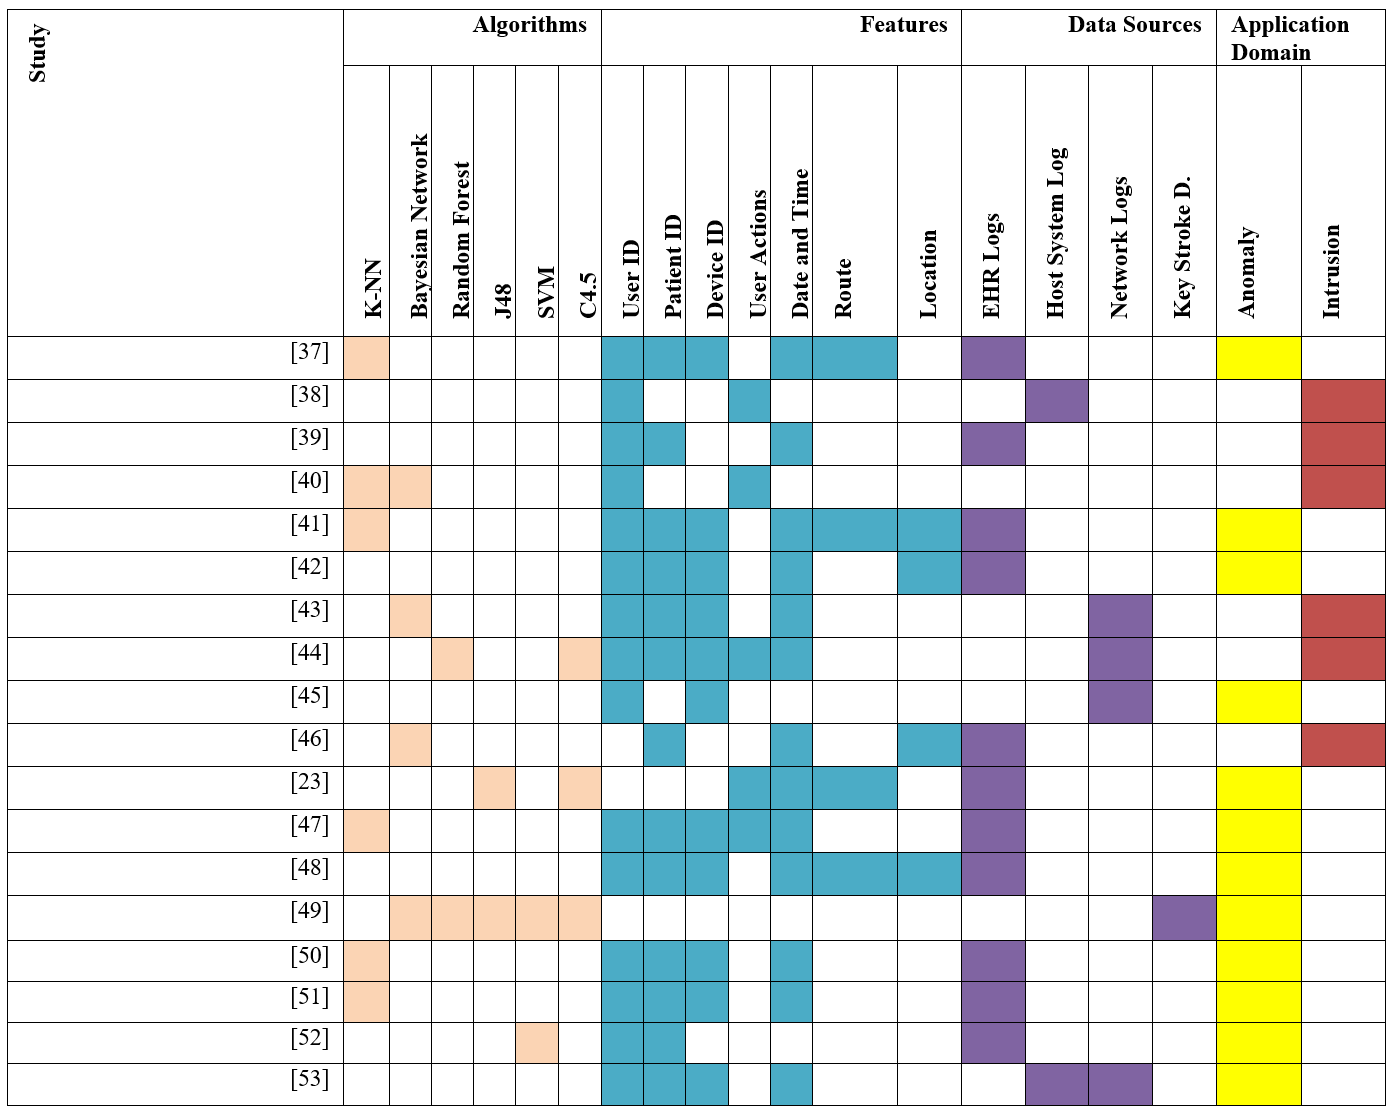 Study
Algorithms
Features
Data Sources
Application
Domain
K-NN
Bayesian Network
Random Forest
J48
SVM
C4.5
User ID
Patient ID
Device ID
User Actions
Date and Time
Route
Location
EHR Logs
Host System Log
Network Logs
Key Stroke D.
Anomaly
Intrusion
[37]
[38]
[39]
[40]
[41]
[42]
[43]
[44]
[45]
[46]
[23]
[47]
[48]
[49]
[50]
[51]
[52]
[53]